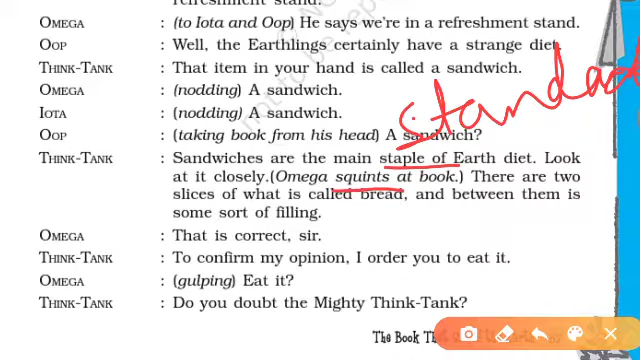 refreshment stand.
OMEGA : (to Iota and Oop) He says we're in a refreshment stand.
OOP : Well, the Earthlings certainly have a strange diet.
THINK-TANK : That item in your hand is called a sandwich.
OMEGA : (nodding) A sandwich.
IOTA : (nodding) A sandwich.
standad
OOP : (taking book from his head) A sandwich?
THINK-TANK : Sandwiches are the main staple of Earth diet. Look
at it closely.(Omega squints at book.) There are two
slices of what is called bread, and between them is
some sort of filling.
OMEGA : That is correct, sir.
THINK-TANK : To confirm my opinion, I order you to eat it.
OMEGA : (gulping) Eat it?
THINK-TANK : Do you doubt the Mighty Think-Tank?
The Book That